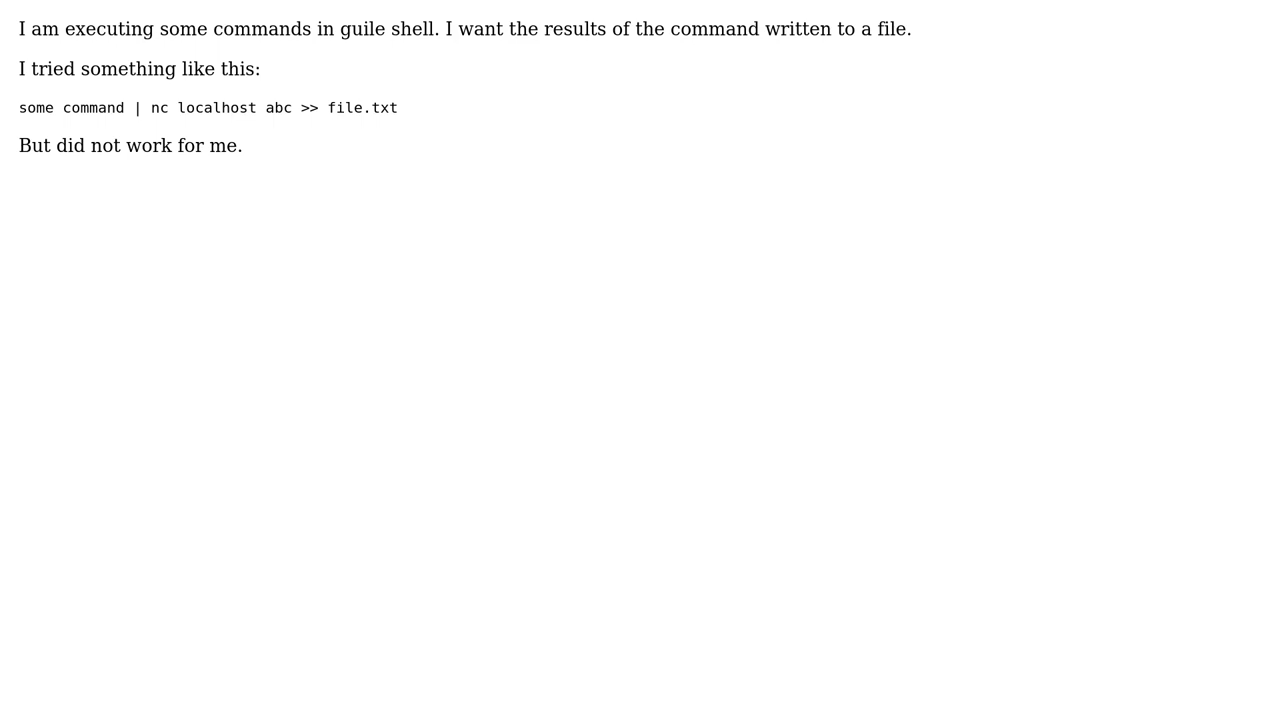 I am executing some commands in guile shell. I want the results of the command written to a file.
I tried something like this:
some command | nc localhost abc >> file.txt
But did not work for me.